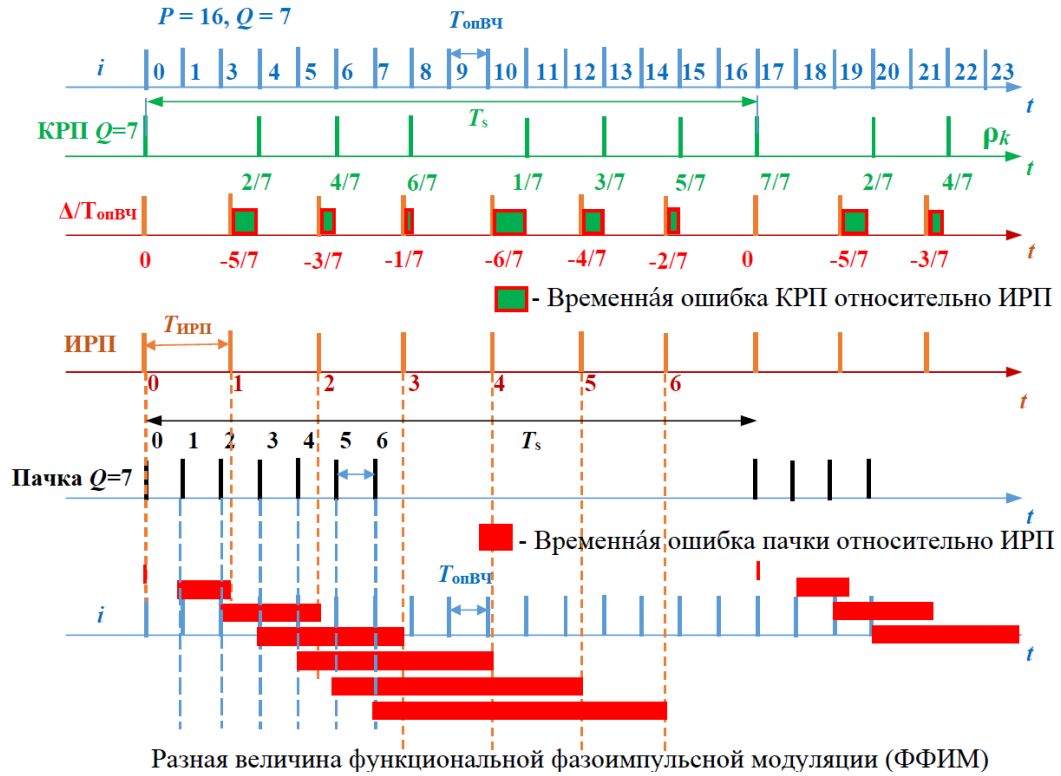 P = 16, Q = 7
TопВЧ
i 0 1 3 4 5 6 7 8 9 10 11 12 13 14 15 16 17 18 19 20 21 22 23
t
Ts
КРП Q=7
ρk
t
2/7 4/7 6/7 1/7 3/7 5/7 7/7 2/7 4/7
Δ/TопВЧ
0 -5/7 -3/7 -1/7 -6/7 -4/7 -2/7 0 -5/7 -3/7
- Временна́я ошибка КРП относительно ИРП
TИРП
ИРП
0 1 2 3 4 5 6
t
0 1 2 3 4 5 6
Ts
Пачка Q=7
t
- Временна́я ошибка пачки относительно ИРП
TопВЧ
i
t
Разная величина функциональной фазоимпульсной модуляции (ФФИМ)